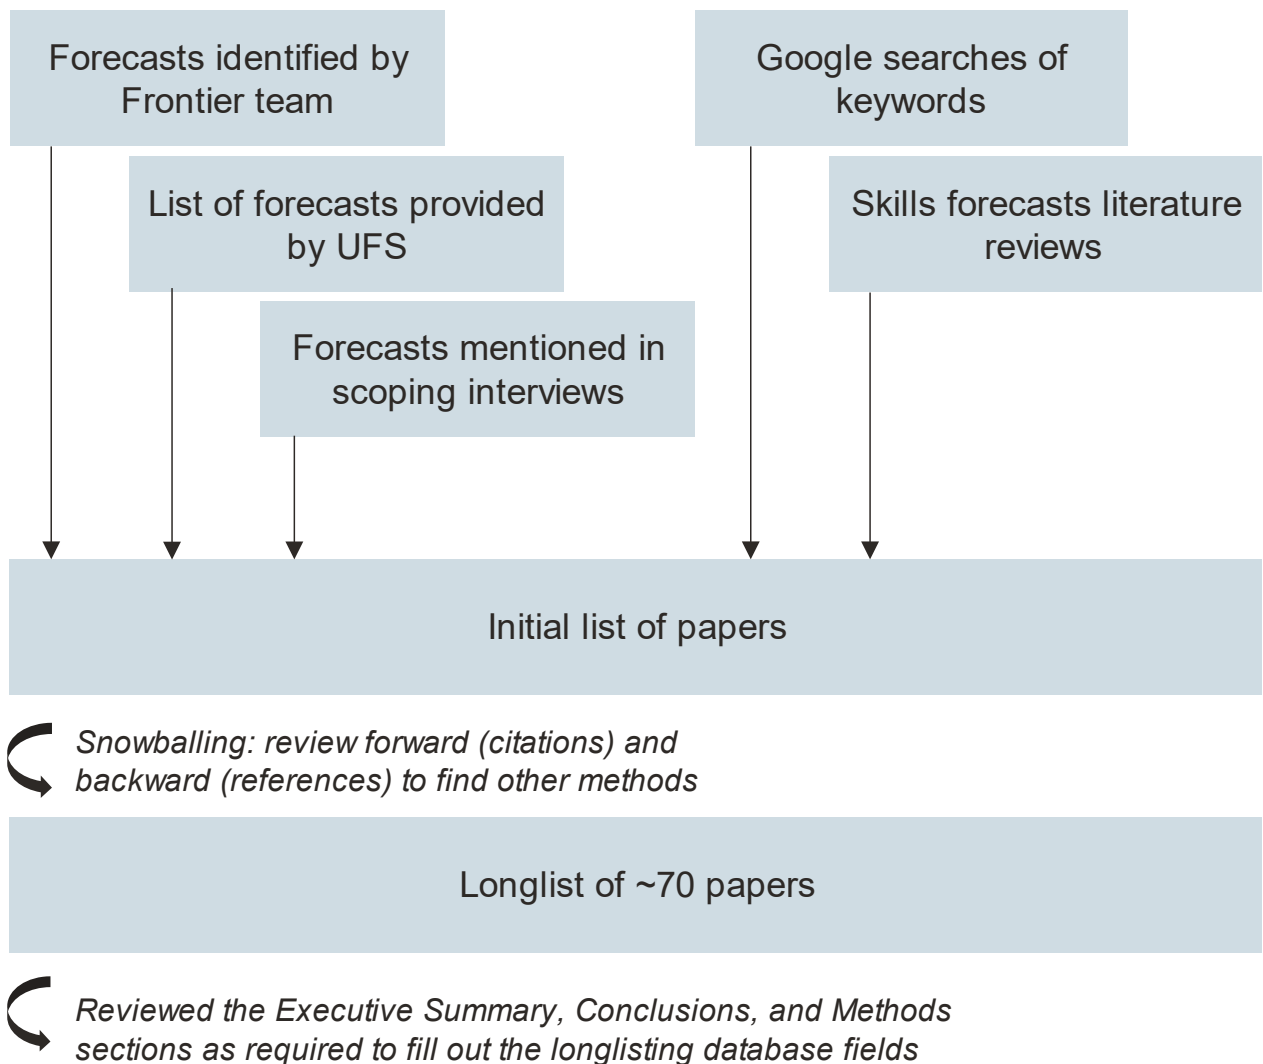 Forecasts identified by
Frontier team
Google searches of
keywords
List of forecasts provided
by UFS
Skills forecasts literature
reviews
Forecasts mentioned in
scoping interviews
Initial list of papers
Snowballing: review forward (citations) and
backward (references) to find other methods
Longlist of ~70 papers
Reviewed the Executive Summary, Conclusions, and Methods
sections as required to fill out the longlisting database fields